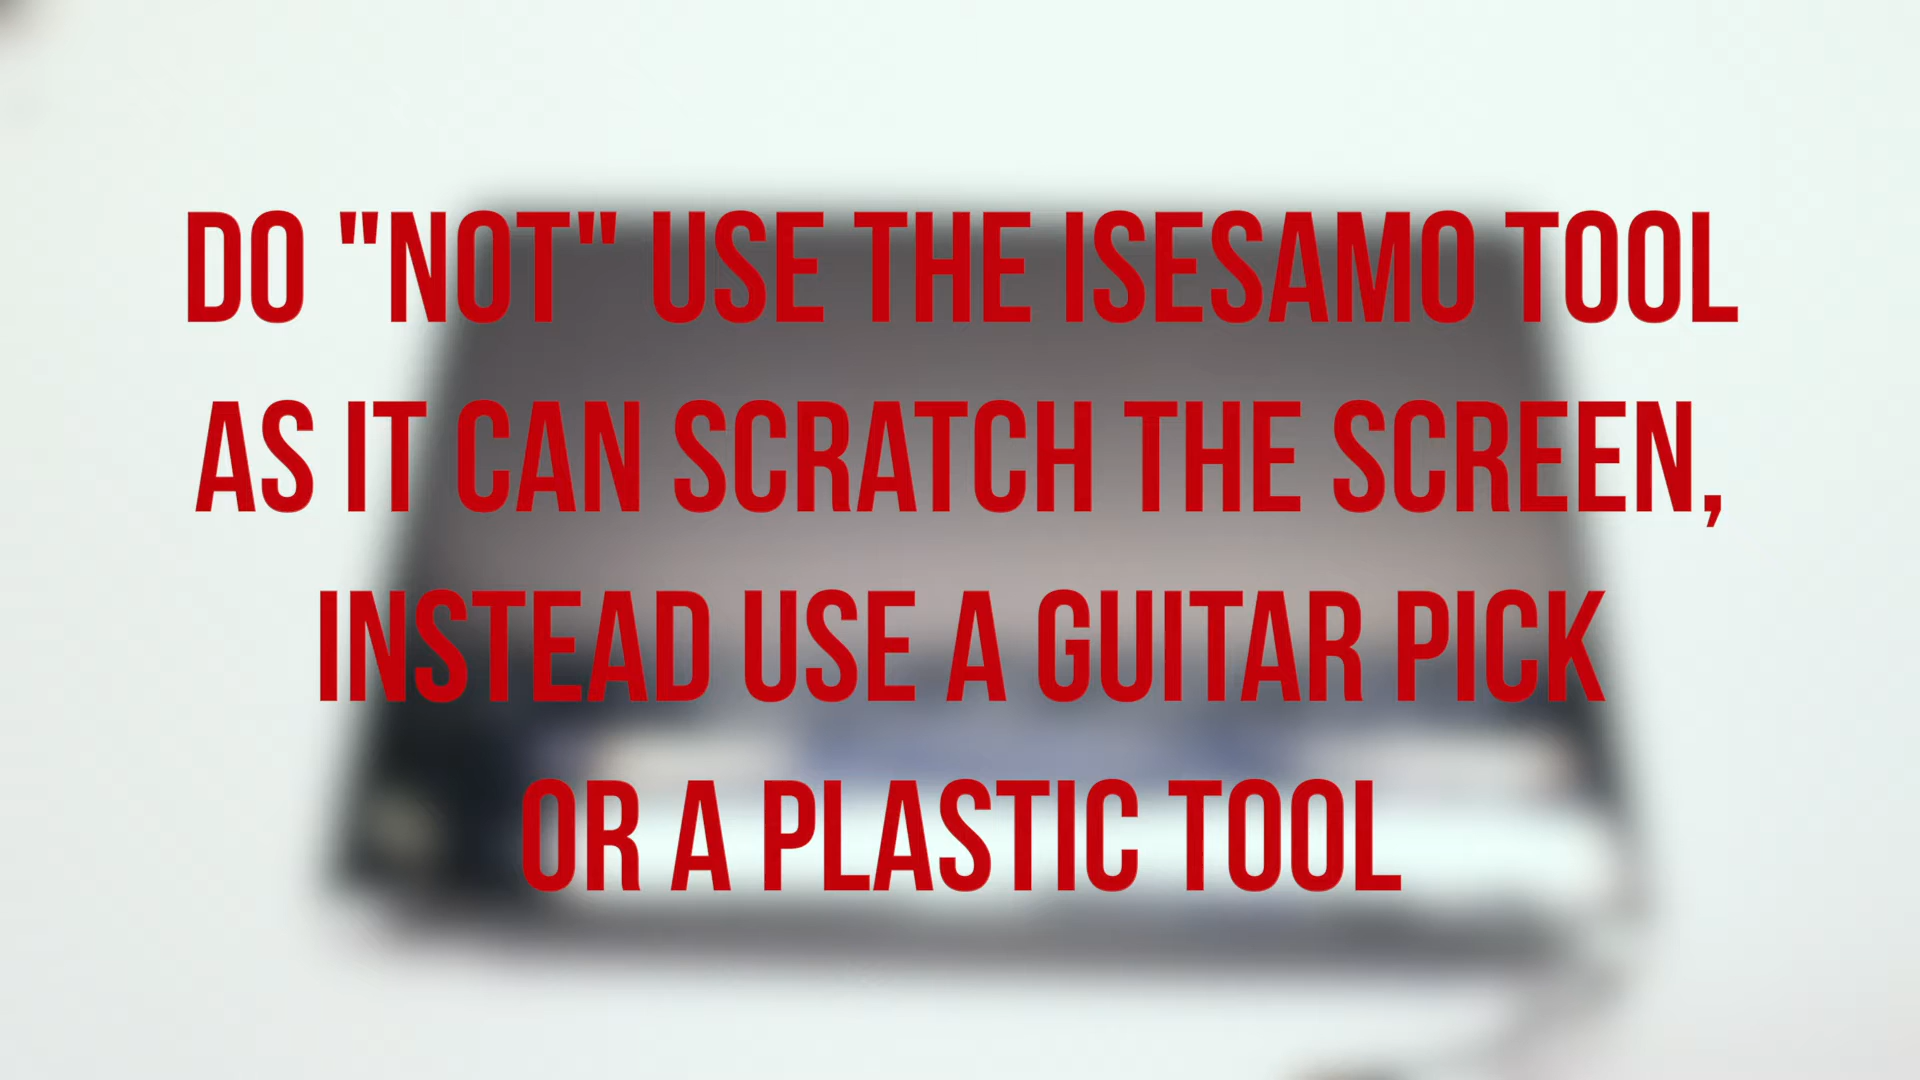 DO "NOT" USE THE ISESAMO TOOL
AS IT CAN SCRATCH THE SCREEN,
INSTEAD USE A GUITAR PICK
OR A PLASTIC TOOL